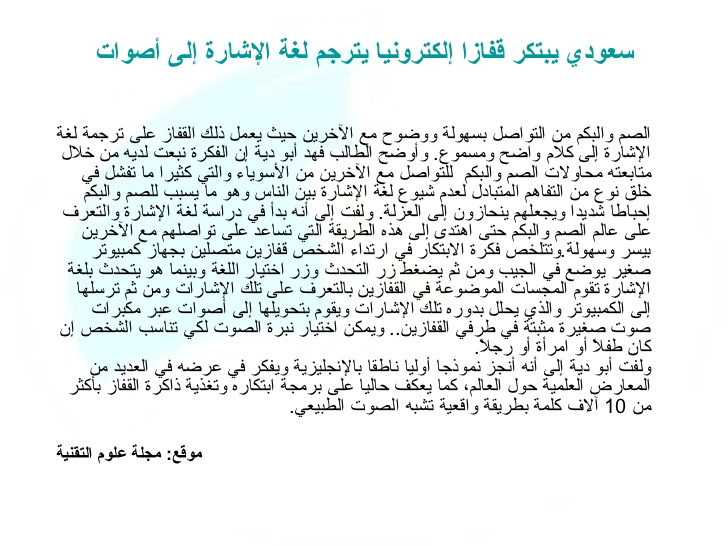 سعودي يبتكر قفازا إلكترونيا يترجم لغة الإشارة إلى أصوات
الصم والبكم من التواصل بسهولة ووضوح مع الآخرين حيث يعمل ذلك القفاز على ترجمة لغة
الإشارة إلى كلام واضح ومسموع. وأوضح الطالب فهد أبو دية إن الفكرة نبعت لديه من خلال
متابعته محاولات الصم والبكم للتواصل مع الآخرين من الأسوياء والتي كثيرا ما تفشل في
خلق نوع من التفاهم المتبادل لعدم شيوع لغة الإشارة بين الناس وهو ما يسبب للصم والبكم
إحباطا شديدا ويجعلهم ينحازون إلى العزلة. ولفت إلى أنه بدأ في دراسة لغة الإشارة والتعرف
على عالم الصم والبكم حتى اهتدى إلى هذه الطريقة التي تساعد على تواصلهم مع الآخرين
بيسر وسهولة.وتتلخص فكرة الابتكار في ارتداء الشخص قفازين متصلين بجهاز كمبيوتر
صغير يوضع في الجيب ومن ثم يضغط زر التحدث وزر اختيار اللغة وبينما هو يتحدث بلغة
الإشارة تقوم المجسات الموضوعة في القفازين بالتعرف على تلك الإشارات ومن ثم ترسلها
إلى الكمبيوتر والذي يحلل بدوره تلك الإشارات ويقوم بتحويلها إلى أصوات عبر مكبرات
صوت صغيرة مثبتة في طرفي القفازين.. ويمكن اختيار نبرة الصوت لكي تناسب الشخص إن
كان طفلا أو امرأة أو رجلا.
ولفت أبو دية إلى أنه أنجز نموذجا أوليا ناطقا بالإنجليزية ويفكر في عرضه في العديد من
المعارض العلمية حول العالم، كما يعكف حاليا على برمجة ابتكاره وتغذية ذاكرة القفاز بأكثر
من 10 آلاف كلمة بطريقة واقعية تشبه الصوت الطبيعي.
موقع: مجلة علوم التقنية